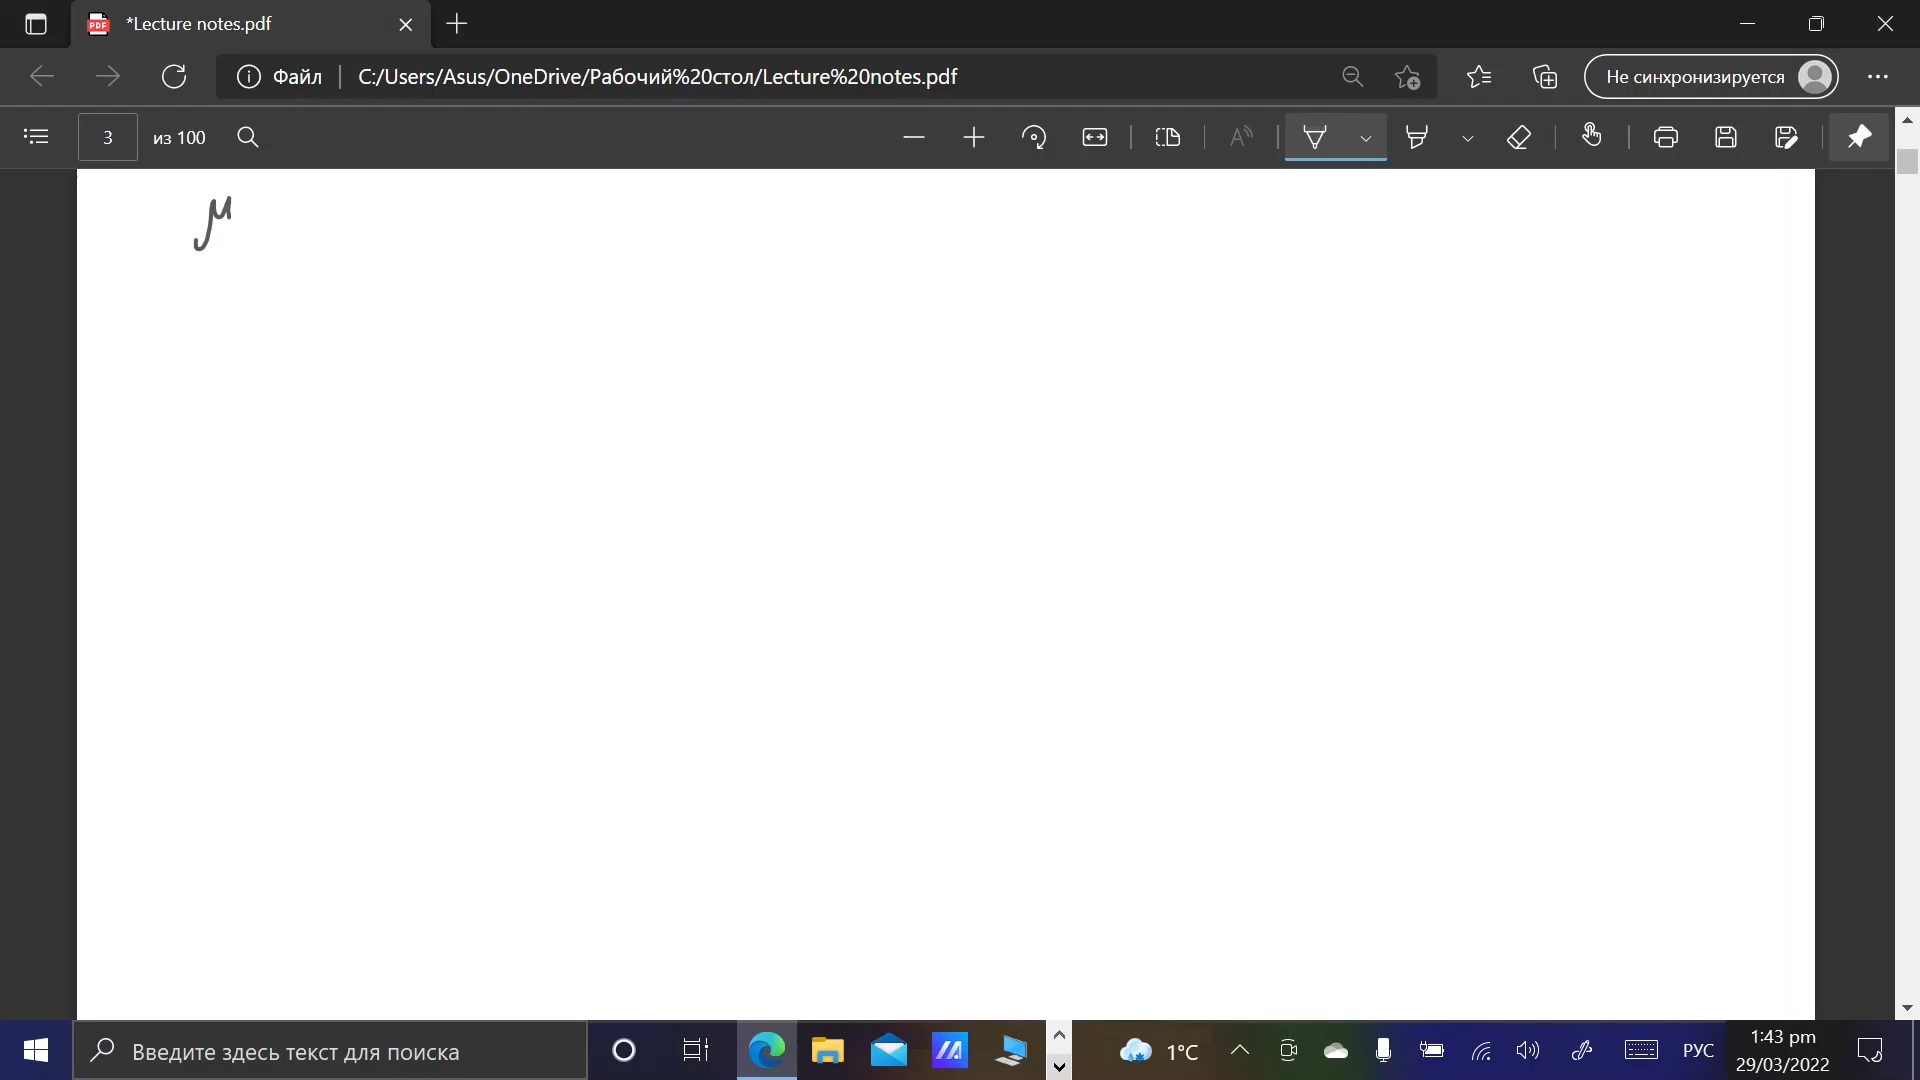 *Lecture notes.pdf
Файл C:/Users/Asus/OneDrive/Рабочий%20стол/Lecture%20notes.pdf
Не синхронизируется
3 из 100
μ
Введите здесь текст для поиска
1°C
РУС
1:43 pm
29/03/2022